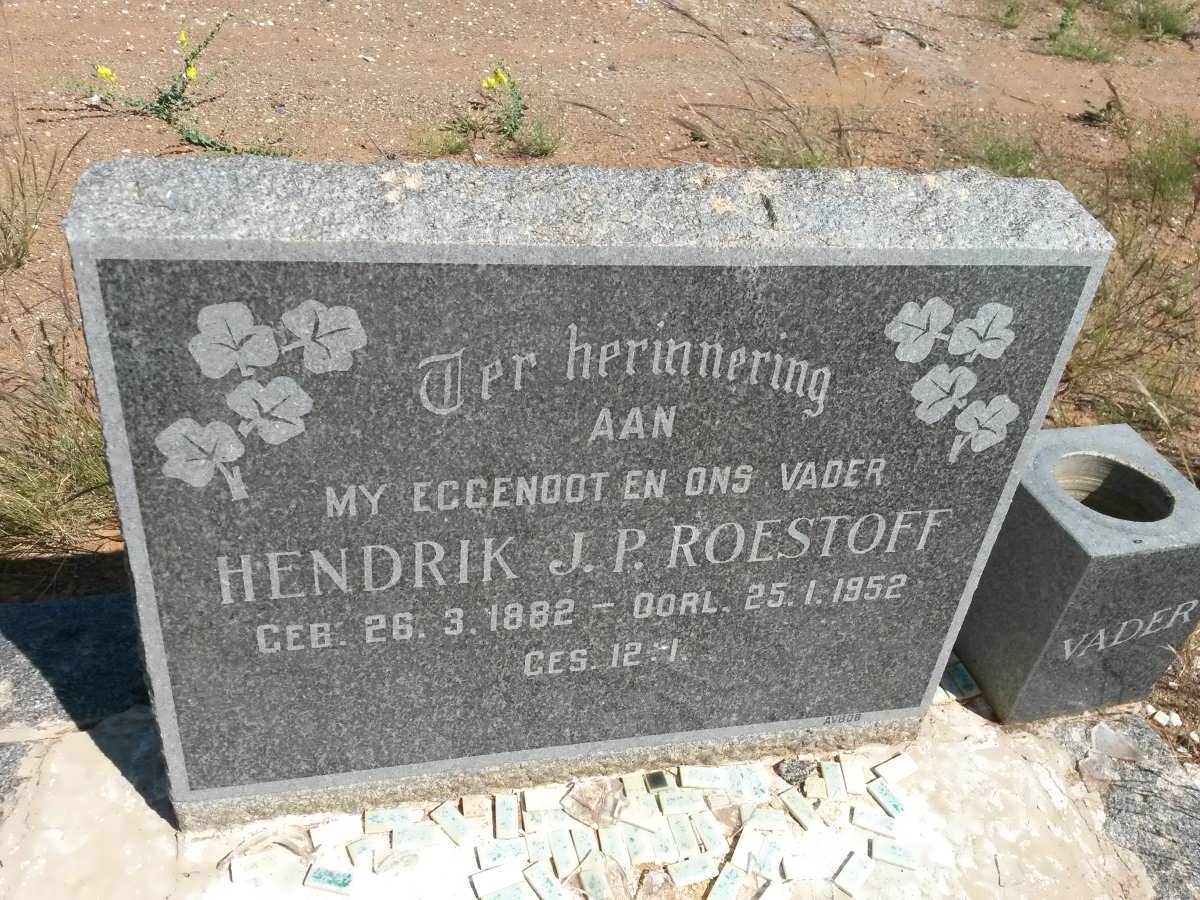 Ter herinnering
AAN
MY EGGENOOT EN ONS VADER
HENDRIK J.P. ROESTOFF
GEB. 26. 3. 1882 - OORL. 25. 1. 1952
GES. 12:1.
AVBOB
VADER